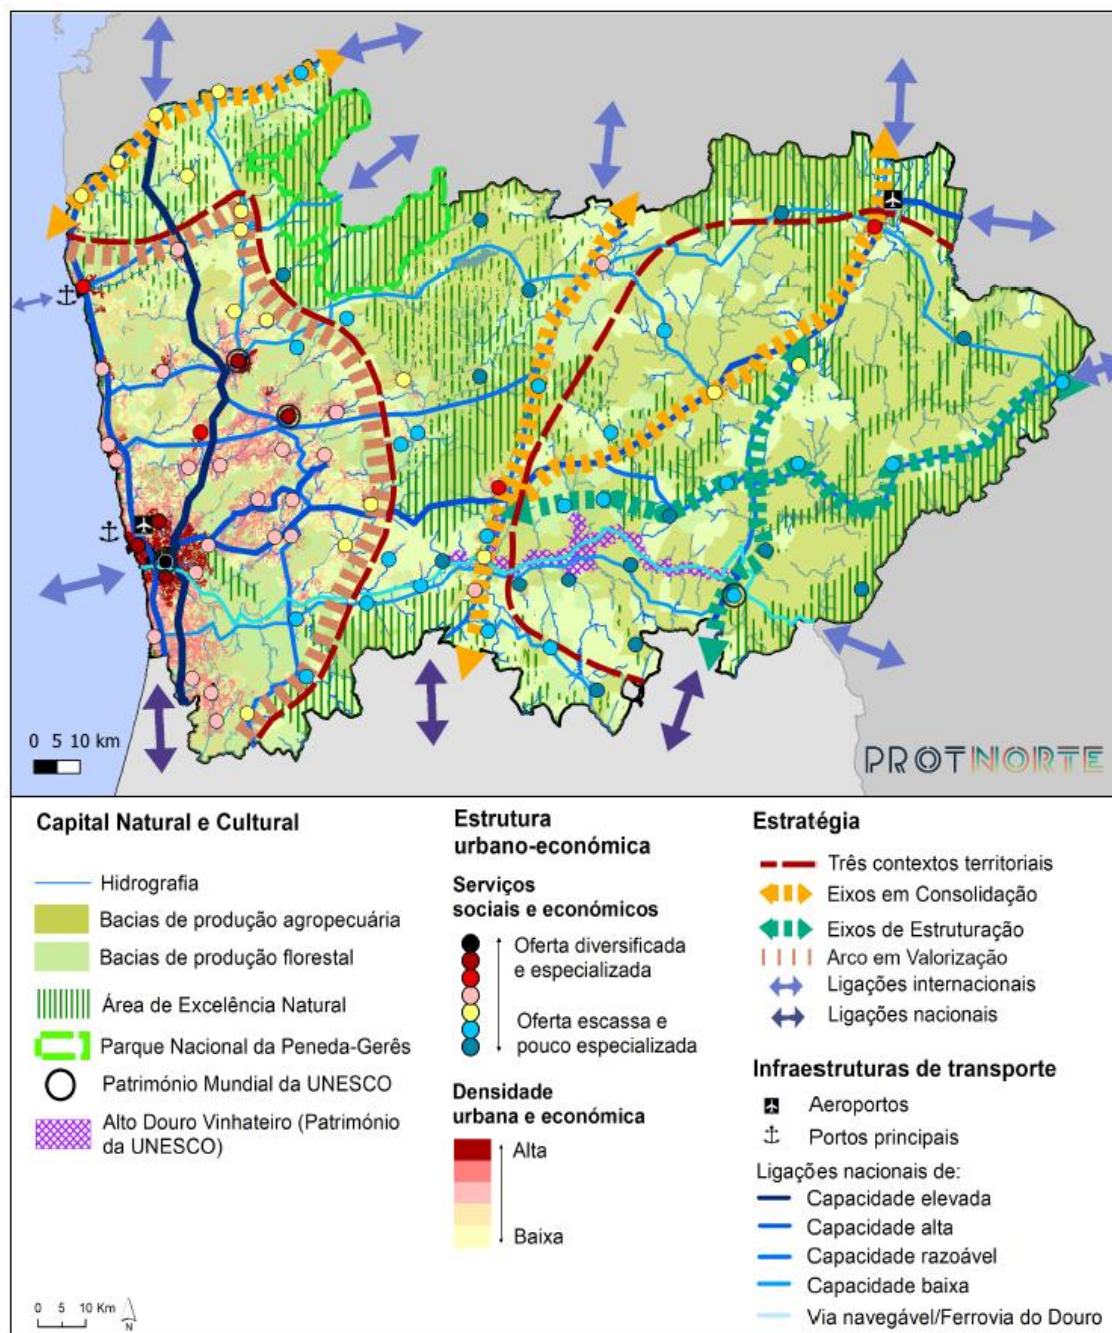 0 5 10 km
PROTNORTE
Capital Natural e Cultural
Hidrografia
Bacias de produção agropecuária
Bacias de produção florestal
Área de Excelência Natural
Parque Nacional da Peneda-Gerês
Património Mundial da UNESCO
Alto Douro Vinhateiro (Património
da UNESCO)
0 5 10 Km
N
Estrutura
urbano-económica
Serviços
sociais e económicos
Oferta diversificada
e especializada
Oferta escassa e
pouco especializada
Densidade
urbana e económica
Alta
Baixa
Estratégia
Três contextos territoriais
Eixos em Consolidação
Eixos de Estruturação
Arco em Valorização
Ligações internacionais
Ligações nacionais
Infraestruturas de transporte
Aeroportos
Portos principais
Ligações nacionais de:
Capacidade elevada
Capacidade alta
Capacidade razoável
Capacidade baixa
Via navegável/Ferrovia do Douro